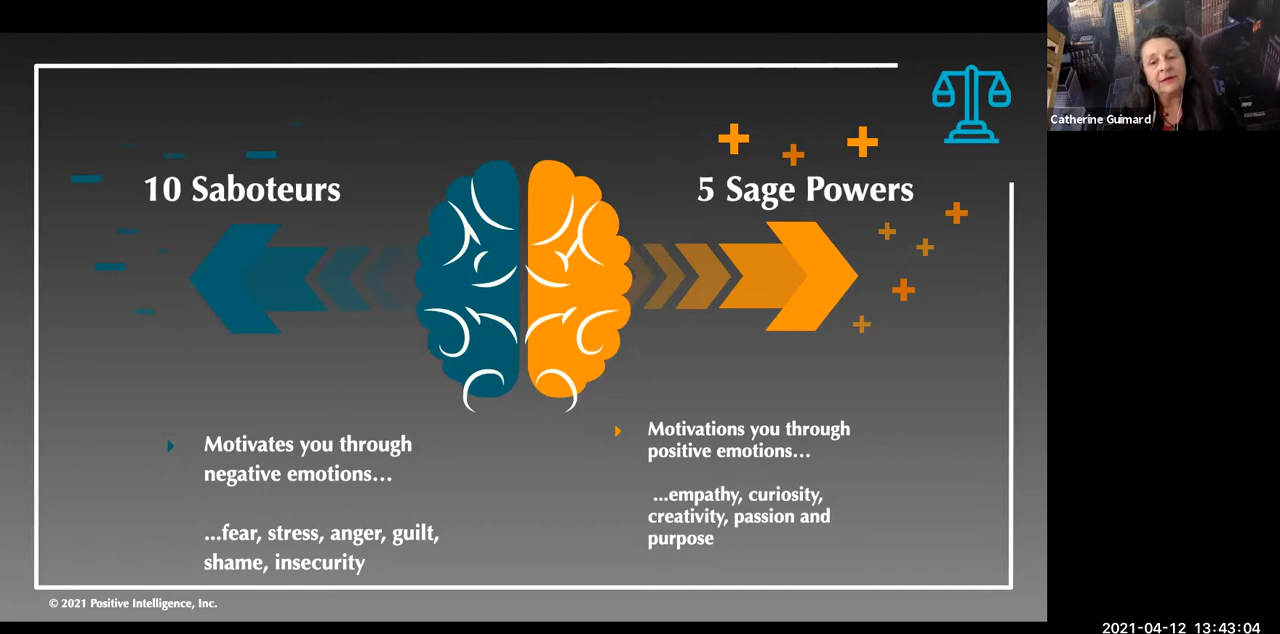 10 Saboteurs
5 Sage Powers
Catherine Guimard
Motivates you through
negative emotions...
...fear, stress, anger, guilt,
shame, insecurity
Motivations you through
positive emotions...
...empathy, curiosity,
creativity, passion and
purpose
© 2021 Positive Intelligence, Inc.
2021-04-12 13:43:04